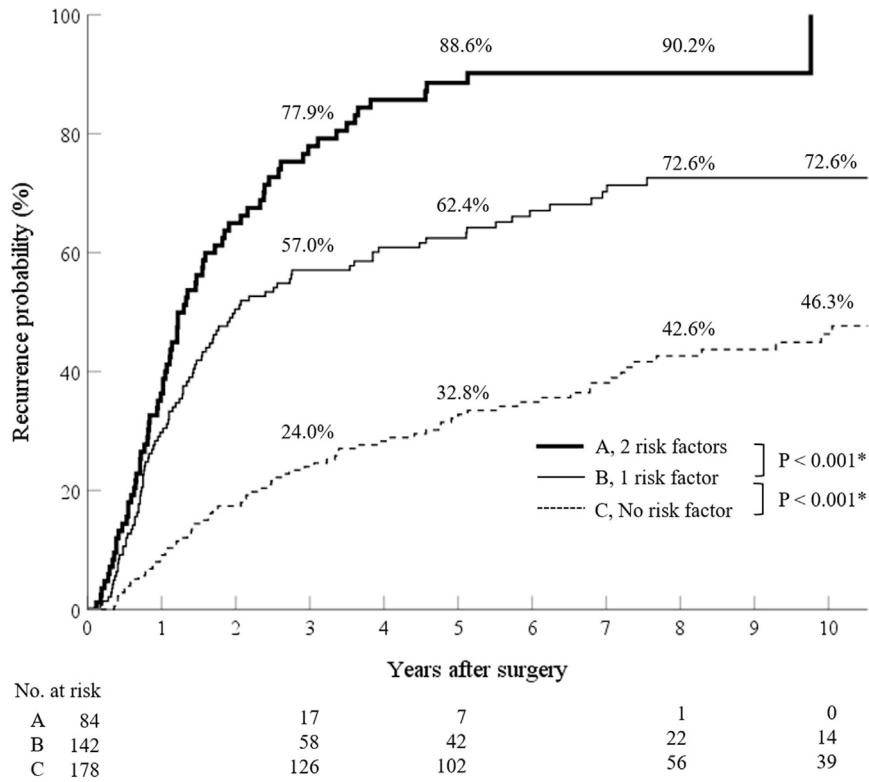 100
80
60
40
20
0
Recurrence probability (%)
88.6%
90.2%
77.9%
72.6%
72.6%
62.4%
57.0%
46.3%
42.6%
32.8%
24.0%
A, 2 risk factors
B, 1 risk factor
C, No risk factor
P < 0.001*
P < 0.001*
0 1 2 3 4 5 6 7 8 9 10
Years after surgery
No. at risk
A 84 17 7 1 0
B 142 58 42 22 14
C 178 126 102 56 39